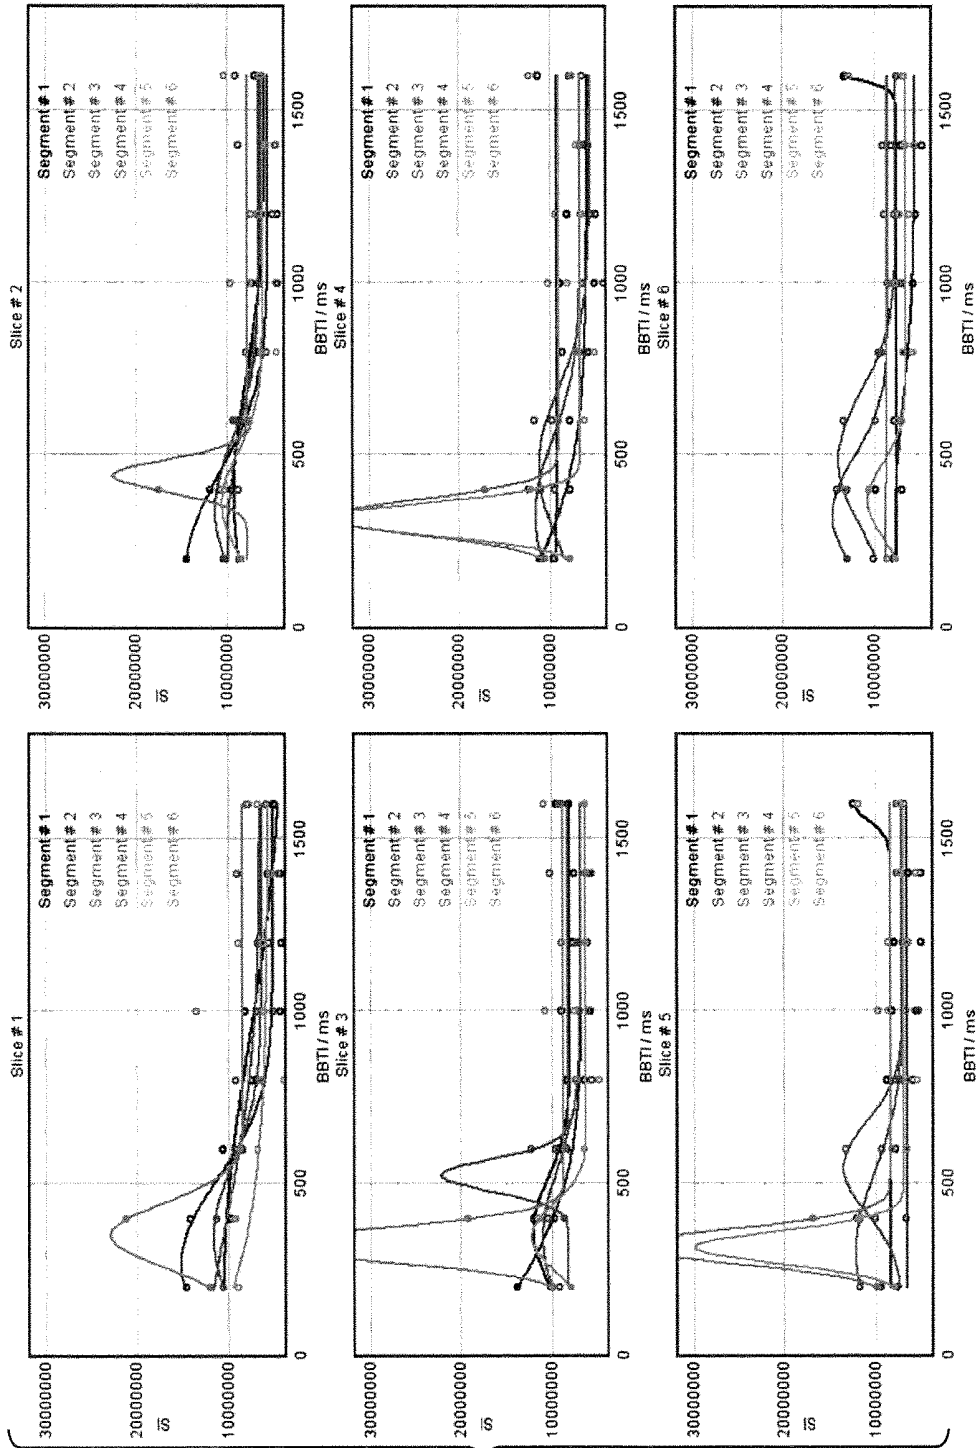 Slice # 1
30000000
20000000
SI
10000000
Segment # 1
Segment # 2
Segment # 3
Segment # 4
Segment # 5
Segment # 6
0 500 1000 1500
BBTI / ms
Slice # 2
30000000
20000000
SI
10000000
Segment # 1
Segment # 2
Segment # 3
Segment # 4
Segment # 5
Segment # 6
0 500 1000 1500
BBTI / ms
Slice # 3
30000000
20000000
SI
10000000
Segment # 1
Segment # 2
Segment # 3
Segment # 4
Segment # 5
Segment # 6
0 500 1000 1500
BBTI / ms
Slice # 4
30000000
20000000
SI
10000000
Segment # 1
Segment # 2
Segment # 3
Segment # 4
Segment # 5
Segment # 6
0 500 1000 1500
BBTI / ms
Slice # 5
30000000
20000000
SI
10000000
Segment # 1
Segment # 2
Segment # 3
Segment # 4
Segment # 5
Segment # 6
0 500 1000 1500
BBTI / ms
Slice # 6
30000000
20000000
SI
10000000
Segment # 1
Segment # 2
Segment # 3
Segment # 4
Segment # 5
Segment # 6
0 500 1000 1500
BBTI / ms